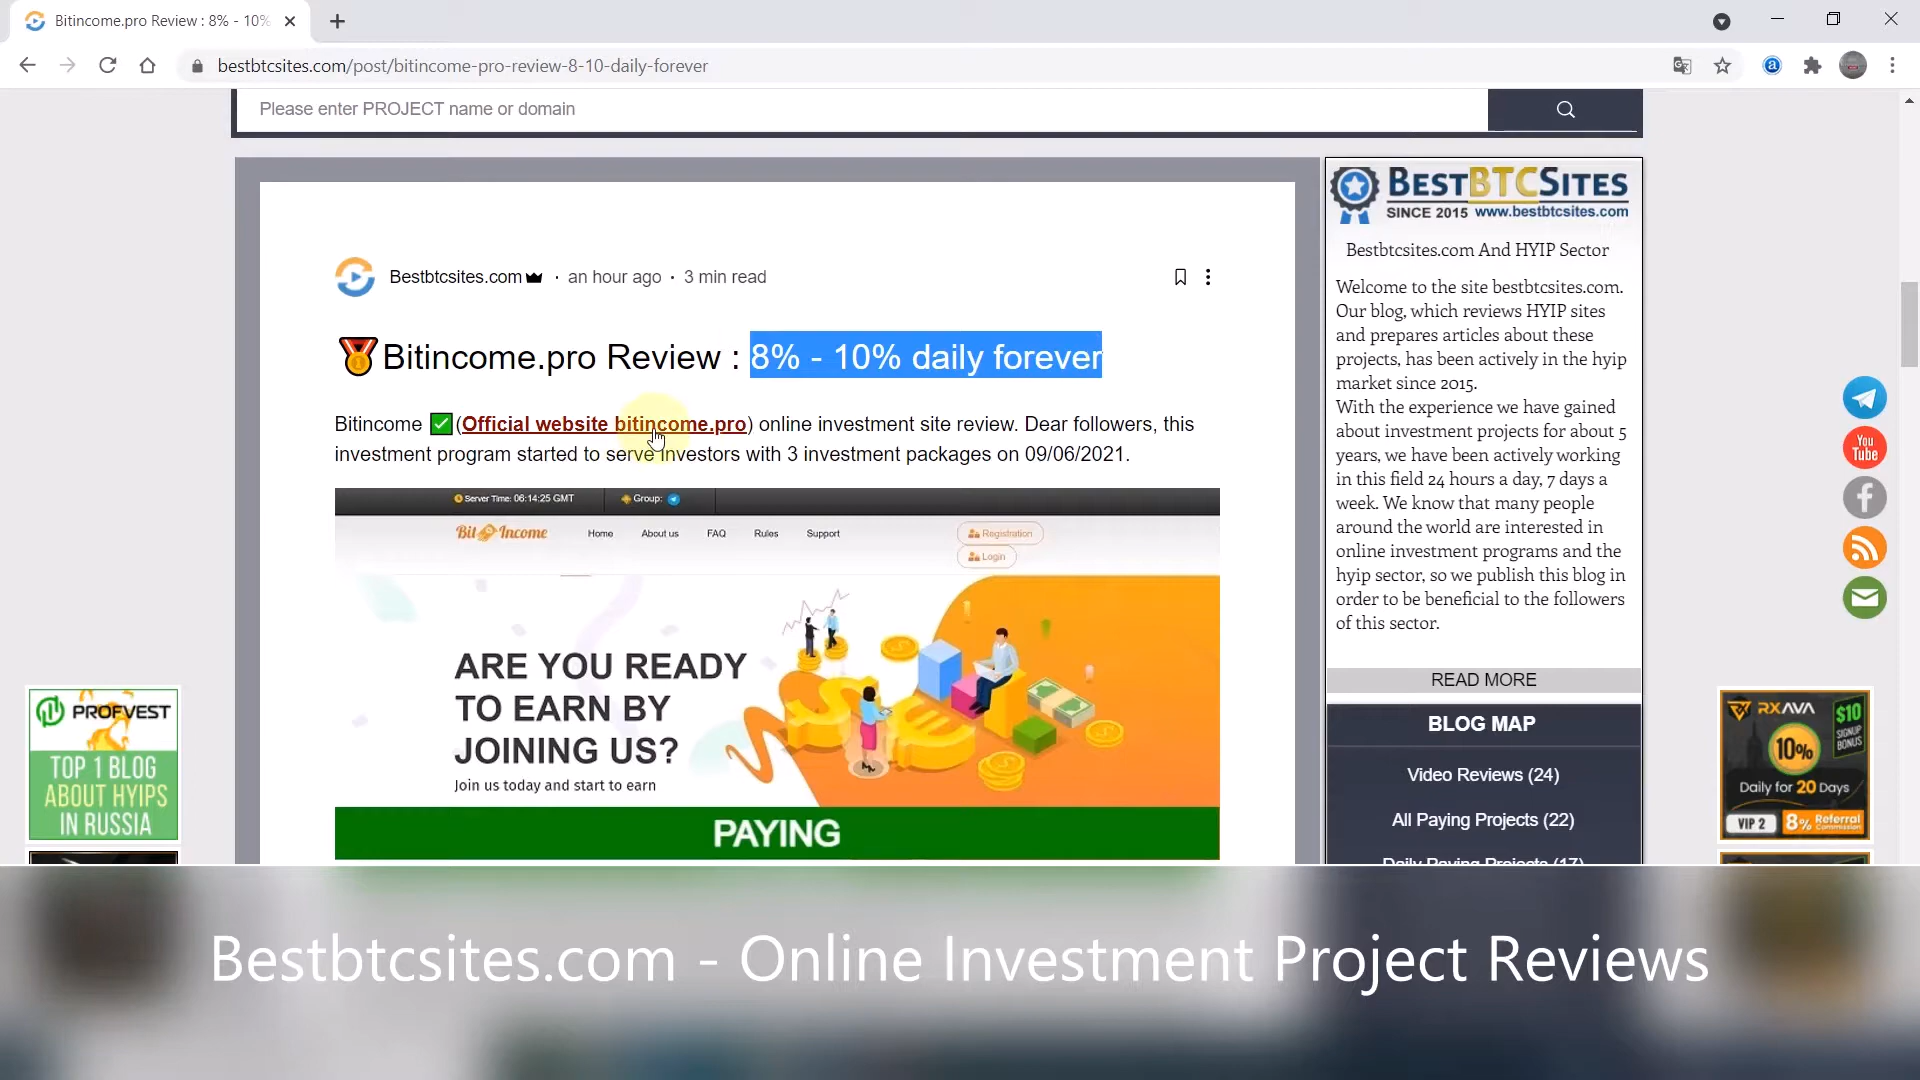 Bitincome.pro Review : 8% - 10%
bestbtcsites.com/post/bitincome-pro-review-8-10-daily-forever
Please enter PROJECT name or domain
Bestbtcsites.com · an hour ago · 3 min read
🏅Bitincome.pro Review : 8% - 10% daily forever
Bitincome ✅(Official website bitincome.pro) online investment site review. Dear followers, this
investment program started to serve investors with 3 investment packages on 09/06/2021.
Server Time: 06:14:25 GMT
Group:
Bit Income
Home
About us
FAQ
Rules
Support
Registration
Login
ARE YOU READY
TO EARN BY
JOINING US?
Join us today and start to earn
PAYING
BESTBTCSITES
SINCE 2015 www.bestbtcsites.com
Bestbtcsites.com And HYIP Sector
Welcome to the site bestbtcsites.com.
Our blog, which reviews HYIP sites
and prepares articles about these
projects, has been actively in the hyip
market since 2015.
With the experience we have gained
about investment projects for about 5
years, we have been actively working
in this field 24 hours a day, 7 days a
week. We know that many people
around the world are interested in
online investment programs and the
hyip sector, so we publish this blog in
order to be beneficial to the followers
of this sector.
READ MORE
BLOG MAP
Video Reviews (24)
All Paying Projects (22)
Daily Paying Projects (17)
You
Tube
PROFVEST
TOP 1 BLOG
ABOUT HYIPS
IN RUSSIA
RXAVA
$10
SIGNUP
BONUS
10%
Daily for 20 Days
VIP 2
8% Referral
Commission
Bestbtcsites.com - Online Investment Project Reviews